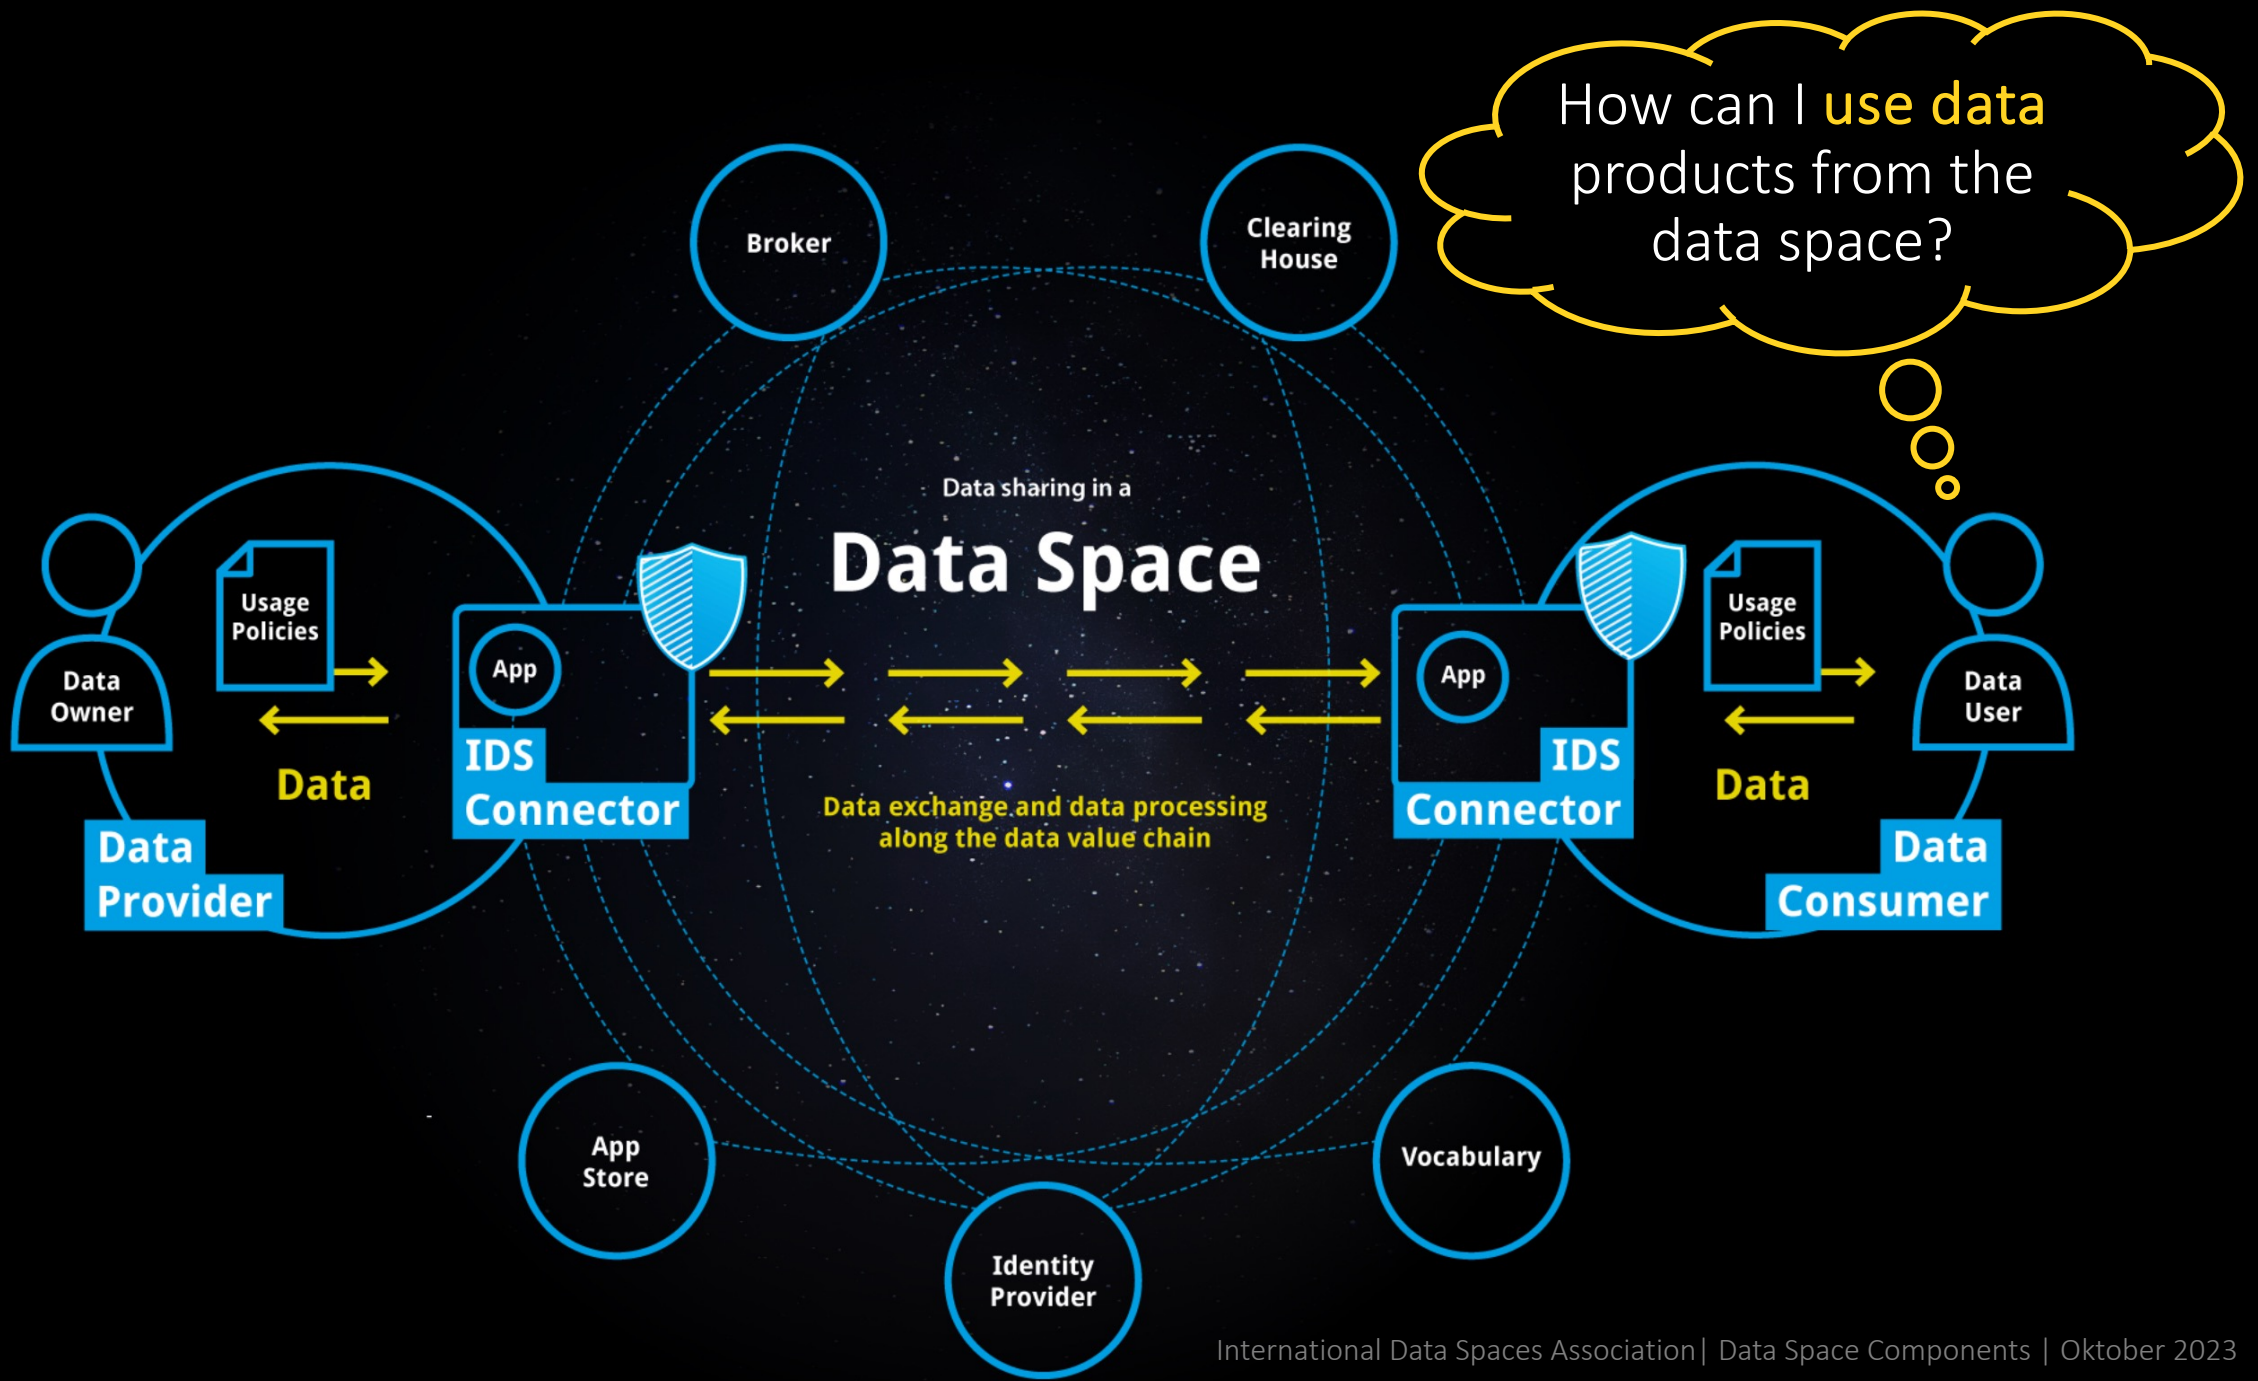 How can I use data
products from the
data space?
Broker
Clearing
House
Data sharing in a
Data Space
Usage
Policies
Usage
Policies
App
App
Data
Owner
Data
User
IDS
Connector
IDS
Connector
Data
Data
Data exchange and data processing
along the data value chain
Data
Provider
Data
Consumer
App
Store
Vocabulary
Identity
Provider
International Data Spaces Association| Data Space Components | Oktober 2023